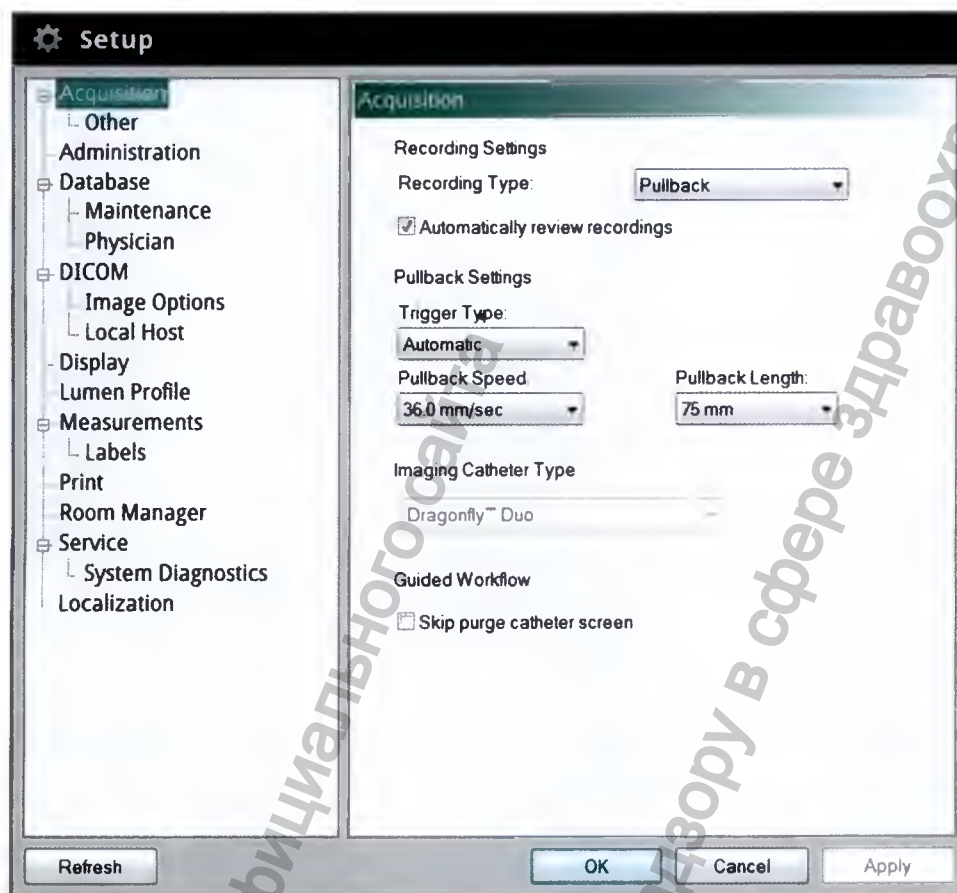 Setup
Acquisition
Other
Administration
Database
Maintenance
Physician
DICOM
Image Options
Local Host
Display
Lumen Profile
Measurements
Labels
Print
Room Manager
Service
System Diagnostics
Localization
Refresh
Acquisition
Recording Settings
Recording Type: Pullback
Automatically review recordings
Pullback Settings
Trigger Type:
Automatic
Pullback Speed Pullback Length:
36.0 mm/sec 75 mm
Imaging Catheter Type
Dragonfly™ Duo
Guided Workflow
Skip purge catheter screen
OK Cancel Apply
сайта
в сфере